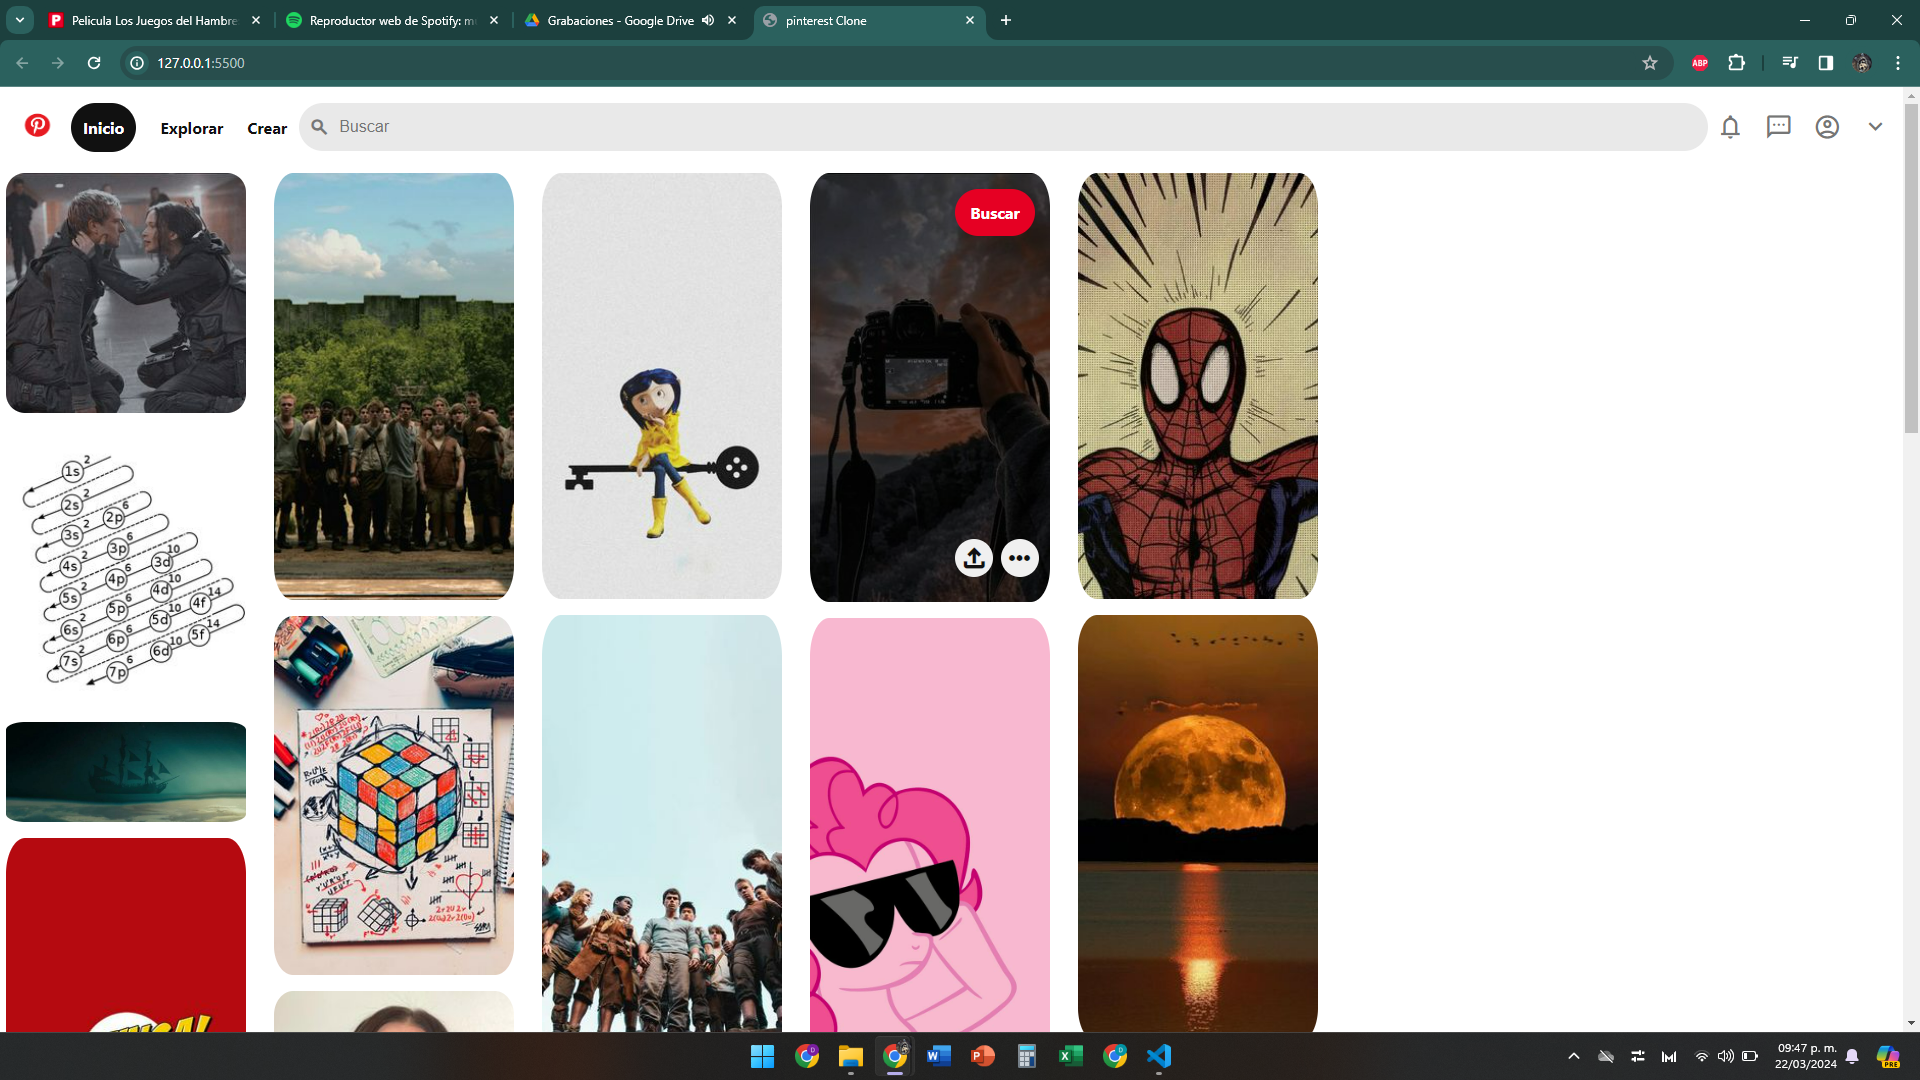 Pelicula Los Juegos del Hambre
Reproductor web de Spotify: mú
Grabaciones - Google Drive
pinterest Clone
127.0.0.1:5500
ABP
Inicio
Explorar
Crear
Buscar
Buscar
1s 2
2s 2
2p 6
3s 2
3p 6
3d 10
4s 2
4p 6
4d 10
4f 14
5s 2
5p 6
5d 10
5f 14
6s 2
6p 6
6d 10
7s 2
7p 6
09:47 p. m.
22/03/2024
PRE